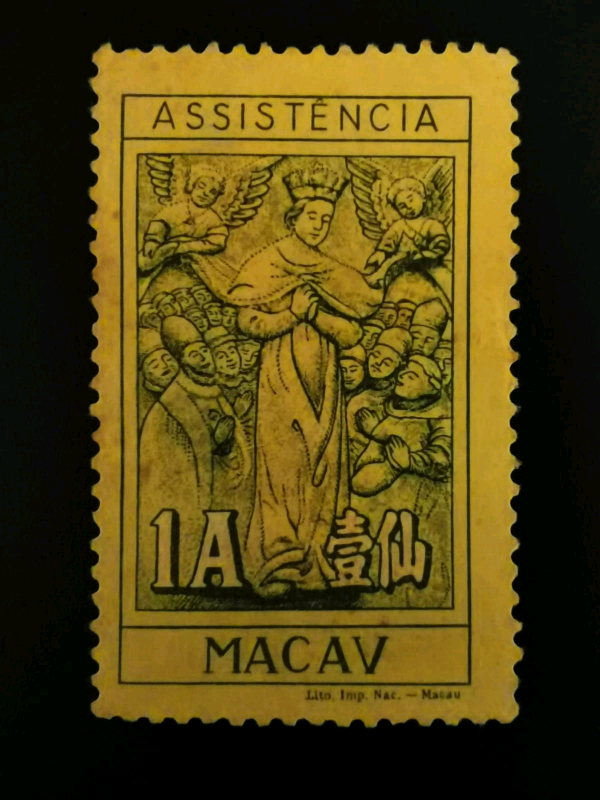 ASSISTÊNCIA
1A 壹仙
MACAV
Lito. Imp. Nac. — Macau